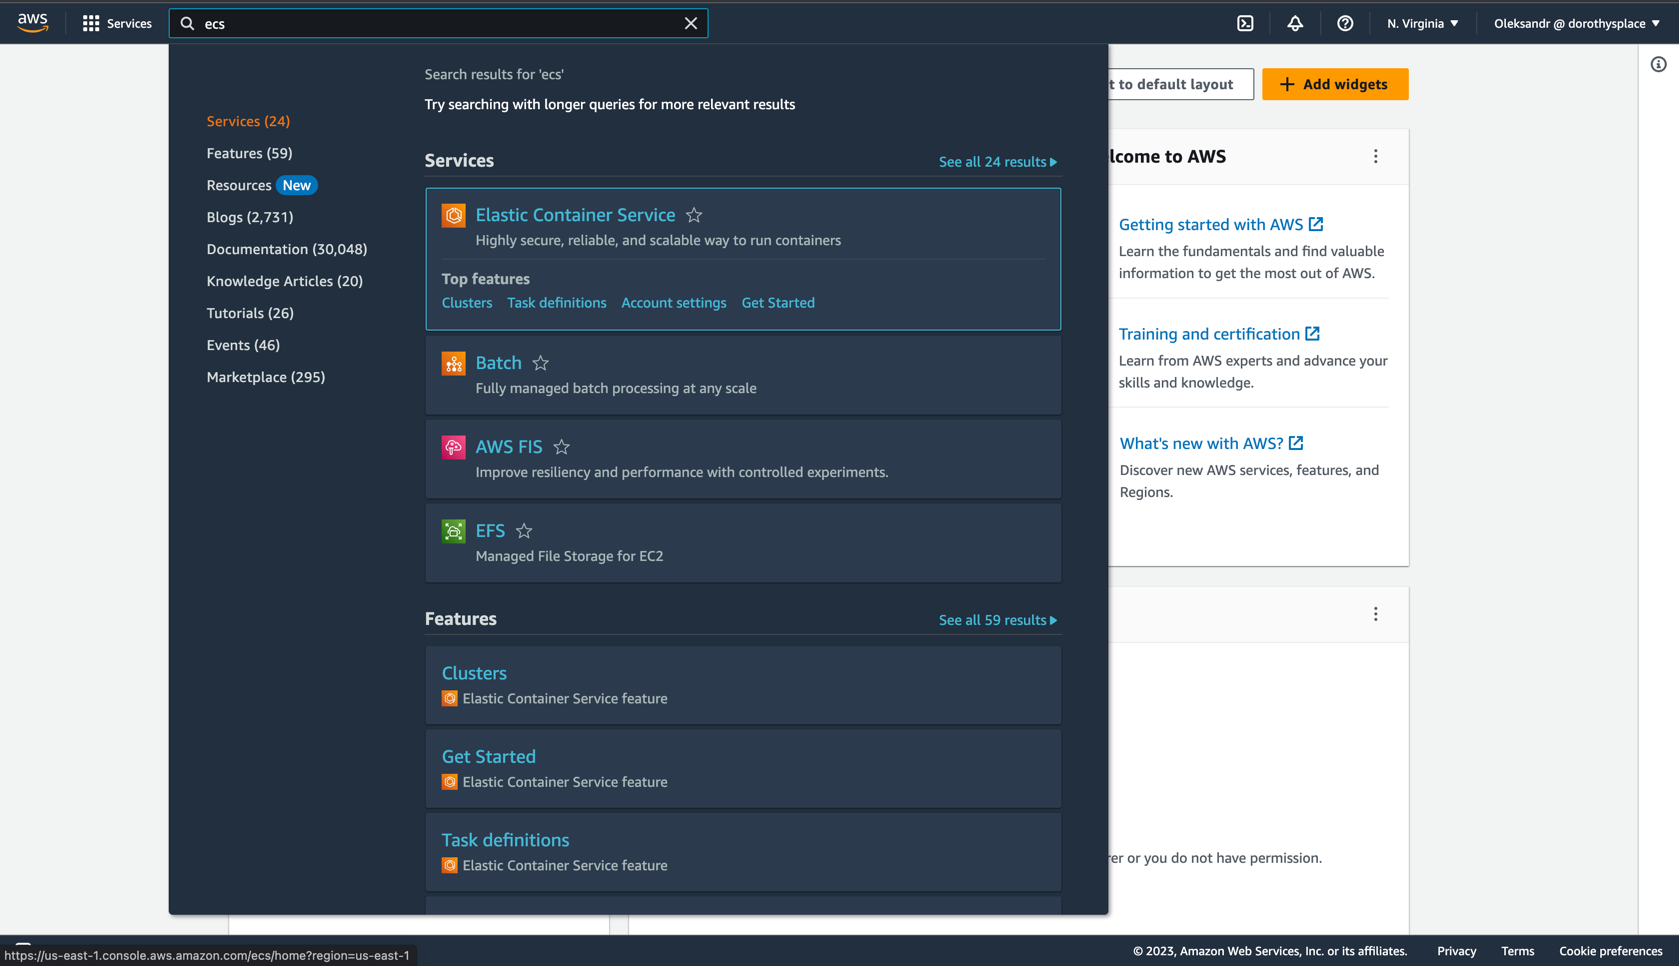 aws
Services
ecs
N. Virginia
Oleksandr @ dorothysplace
Search results for 'ecs'
Try searching with longer queries for more relevant results
Services (24)
Features (59)
Resources New
Blogs (2,731)
Documentation (30,048)
Knowledge Articles (20)
Tutorials (26)
Events (46)
Marketplace (295)
Services
See all 24 results
Elastic Container Service
Highly secure, reliable, and scalable way to run containers
Top features
Clusters Task definitions Account settings Get Started
Batch
Fully managed batch processing at any scale
AWS FIS
Improve resiliency and performance with controlled experiments.
EFS
Managed File Storage for EC2
Features
See all 59 results
Clusters
Elastic Container Service feature
Get Started
Elastic Container Service feature
Task definitions
Elastic Container Service feature
to default layout
Add widgets
to AWS
Getting started with AWS
Learn the fundamentals and find valuable
information to get the most out of AWS.
Training and certification
Learn from AWS experts and advance your
skills and knowledge.
What's new with AWS?
Discover new AWS services, features, and
Regions.
or you do not have permission.
https://us-east-1.console.aws.amazon.com/ecs/home?region=us-east-1
© 2023, Amazon Web Services, Inc. or its affiliates.
Privacy
Terms
Cookie preferences